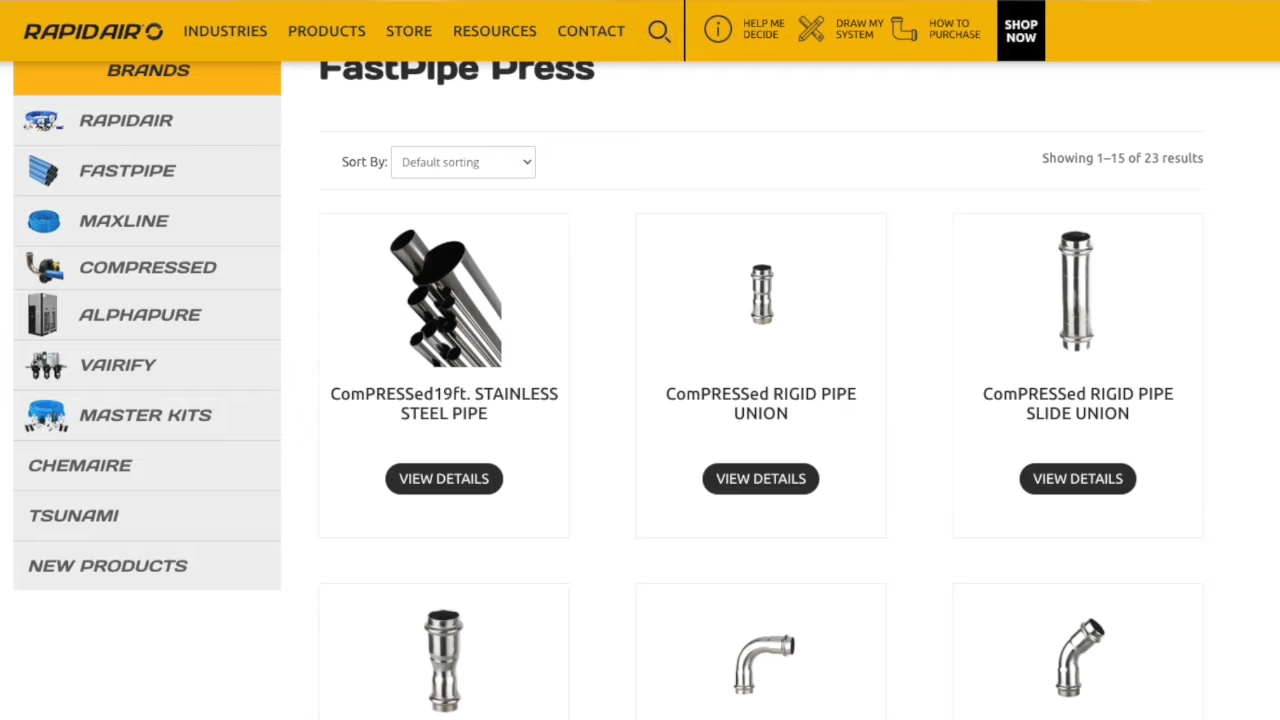 RAPIDAIR
INDUSTRIES
PRODUCTS
STORE
RESOURCES
CONTACT
HELP ME
DECIDE
DRAW MY
SYSTEM
HOW TO
PURCHASE
SHOP
NOW
BRANDS
RAPIDAIR
FASTPIPE
MAXLINE
COMPRESSED
ALPHAPURE
VAIRIFY
MASTER KITS
CHEMAIRE
TSUNAMI
NEW PRODUCTS
FastPipe Press
Sort By: Default sorting
Showing 1–15 of 23 results
ComPRESSed19ft. STAINLESS
STEEL PIPE
VIEW DETAILS
ComPRESSed RIGID PIPE
UNION
VIEW DETAILS
ComPRESSed RIGID PIPE
SLIDE UNION
VIEW DETAILS